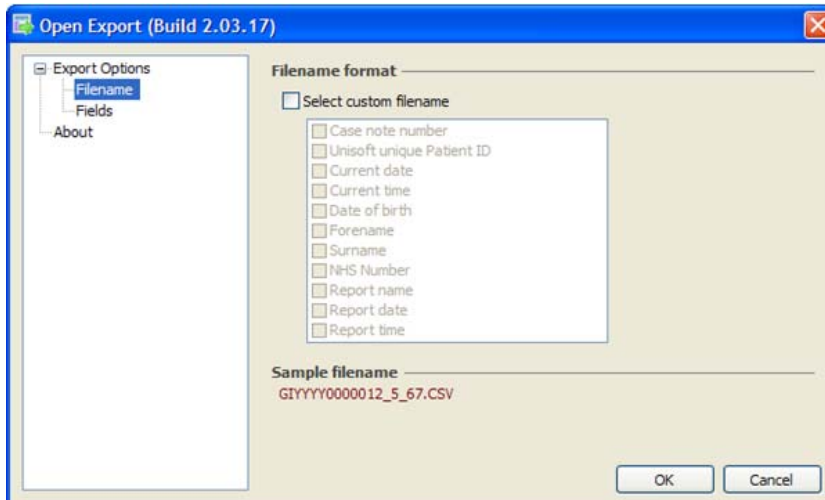 Open Export (Build 2.03.17)
Export Options
Filename
Fields
About
Filename format
Select custom filename
Case note number
Unisoft unique Patient ID
Current date
Current time
Date of birth
Forename
Surname
NHS Number
Report name
Report date
Report time
Sample filename
GIYYYY0000012_5_67.CSV
OK
Cancel